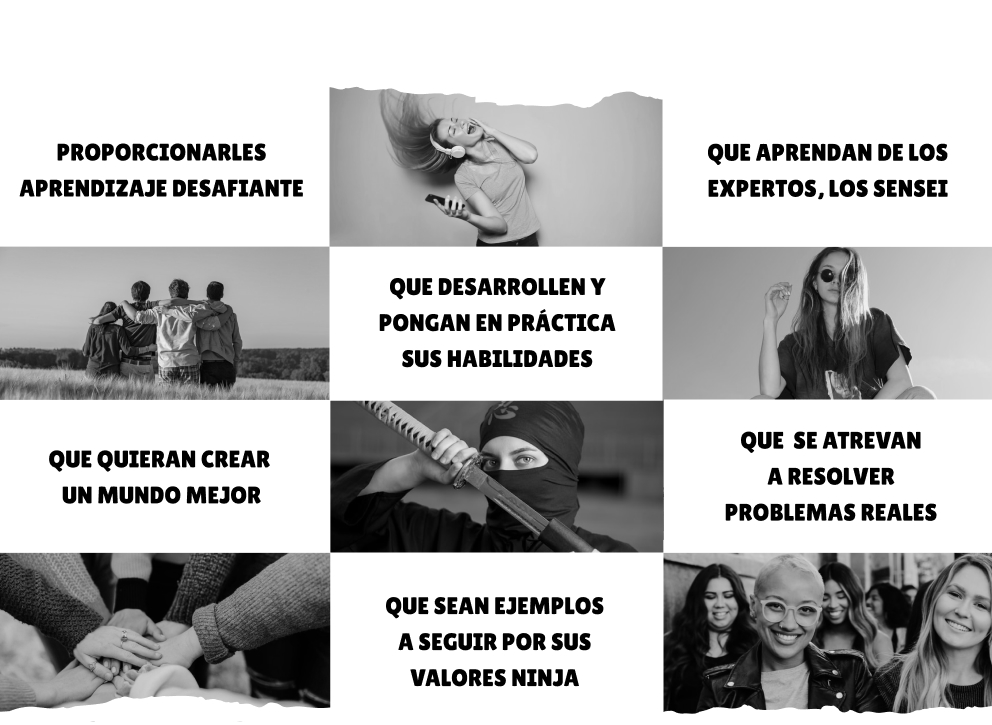 PROPORCIONARLES
APRENDIZAJE DESAFIANTE
QUE APRENDAN DE LOS
EXPERTOS, LOS SENSEI
QUE DESARROLLEN Y
PONGAN EN PRÁCTICA
SUS HABILIDADES
QUE QUIERAN CREAR
UN MUNDO MEJOR
QUE SE ATREVAN
A RESOLVER
PROBLEMAS REALES
QUE SEAN EJEMPLOS
A SEGUIR POR SUS
VALORES NINJA